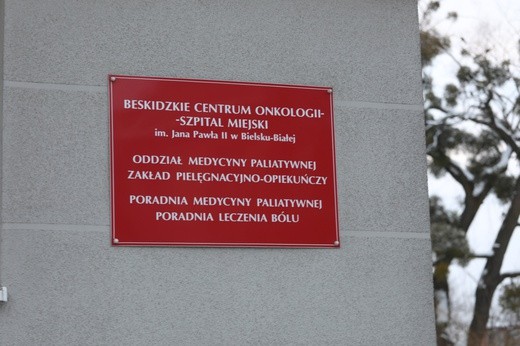 BESKIDZKIE CENTRUM ONKOLOGII-
-SZPITAL MIEJSKI
im. Jana Pawła II w Bielsku-Białej
ODDZIAŁ MEDYCYNY PALIATYWNEJ
ZAKŁAD PIELĘGNACYJNO-OPIEKUŃCZY
PORADNIA MEDYCYNY PALIATYWNEJ
PORADNIA LECZENIA BÓLU